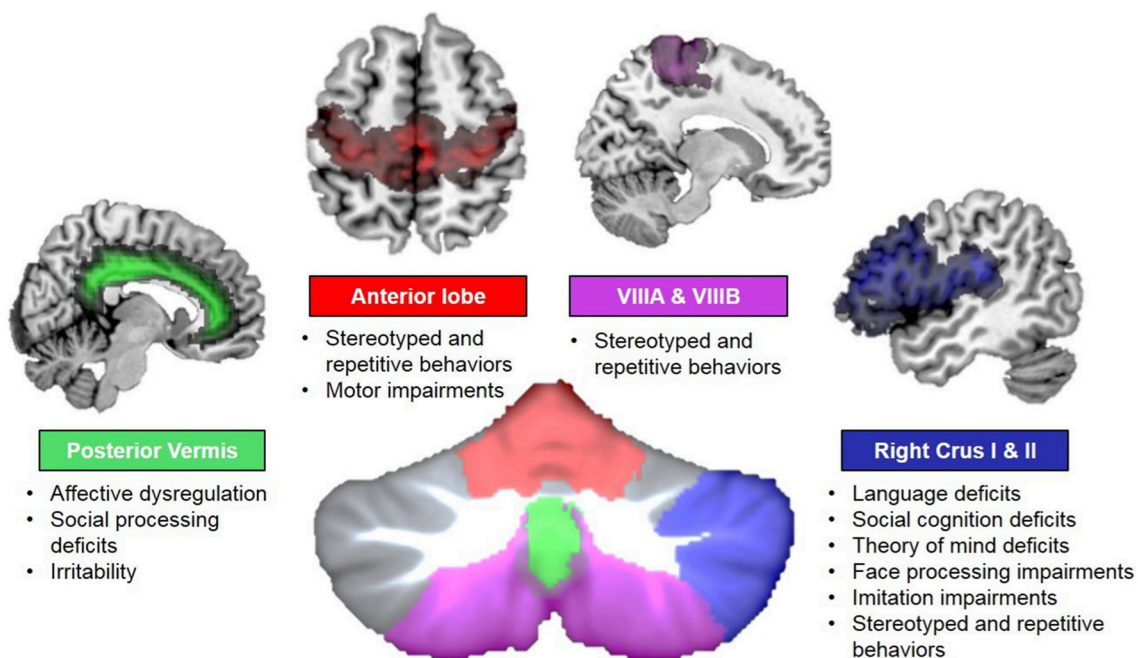 Anterior lobe
• Stereotyped and
repetitive behaviors
• Motor impairments
VIIIA & VIIIB
• Stereotyped and
repetitive behaviors
Posterior Vermis
• Affective dysregulation
• Social processing
deficits
• Irritability
Right Crus I & II
• Language deficits
• Social cognition deficits
• Theory of mind deficits
• Face processing impairments
• Imitation impairments
• Stereotyped and repetitive
behaviors